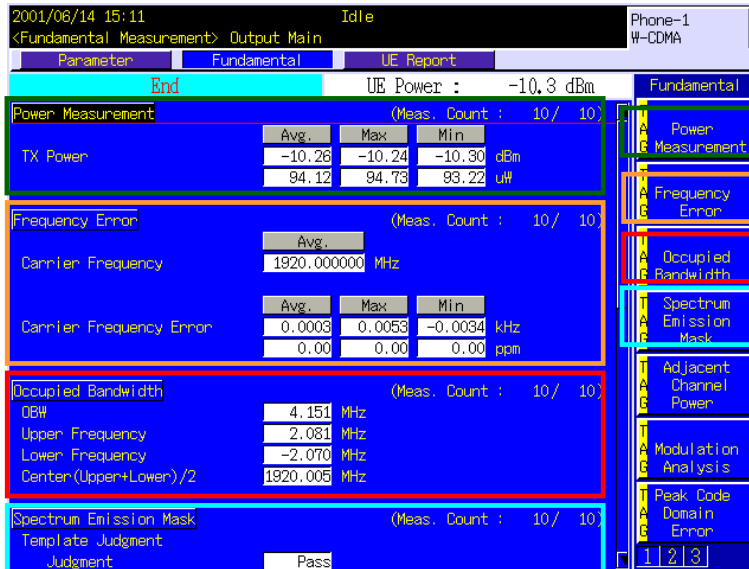 2001/06/14 15:11 Idle
<Fundamental Measurement> Output Main
Phone-1
W-CDMA
Parameter Fundamental UE Report
End UE Power : -10.3 dBm
Fundamental
Power Measurement (Meas. Count : 10/ 10)
Avg. Max Min
TX Power -10.26 -10.24 -10.30 dBm
94.12 94.73 93.22 uW
Frequency Error (Meas. Count : 10/ 10)
Avg.
Carrier Frequency 1920.000000 MHz
Avg. Max Min
Carrier Frequency Error 0.0003 0.0053 -0.0034 kHz
0.00 0.00 0.00 ppm
Occupied Bandwidth (Meas. Count : 10/ 10)
OBW 4.151 MHz
Upper Frequency 2.081 MHz
Lower Frequency -2.070 MHz
Center(Upper+Lower)/2 1920.005 MHz
Spectrum Emission Mask (Meas. Count : 10/ 10)
Template Judgment
Judgment Pass
TAG Power
Measurement
TAG Frequency
Error
TAG Occupied
Bandwidth
TAG Spectrum
Emission
Mask
TAG Adjacent
Channel
Power
TAG Modulation
Analysis
TAG Peak Code
Domain
Error
1 2 3